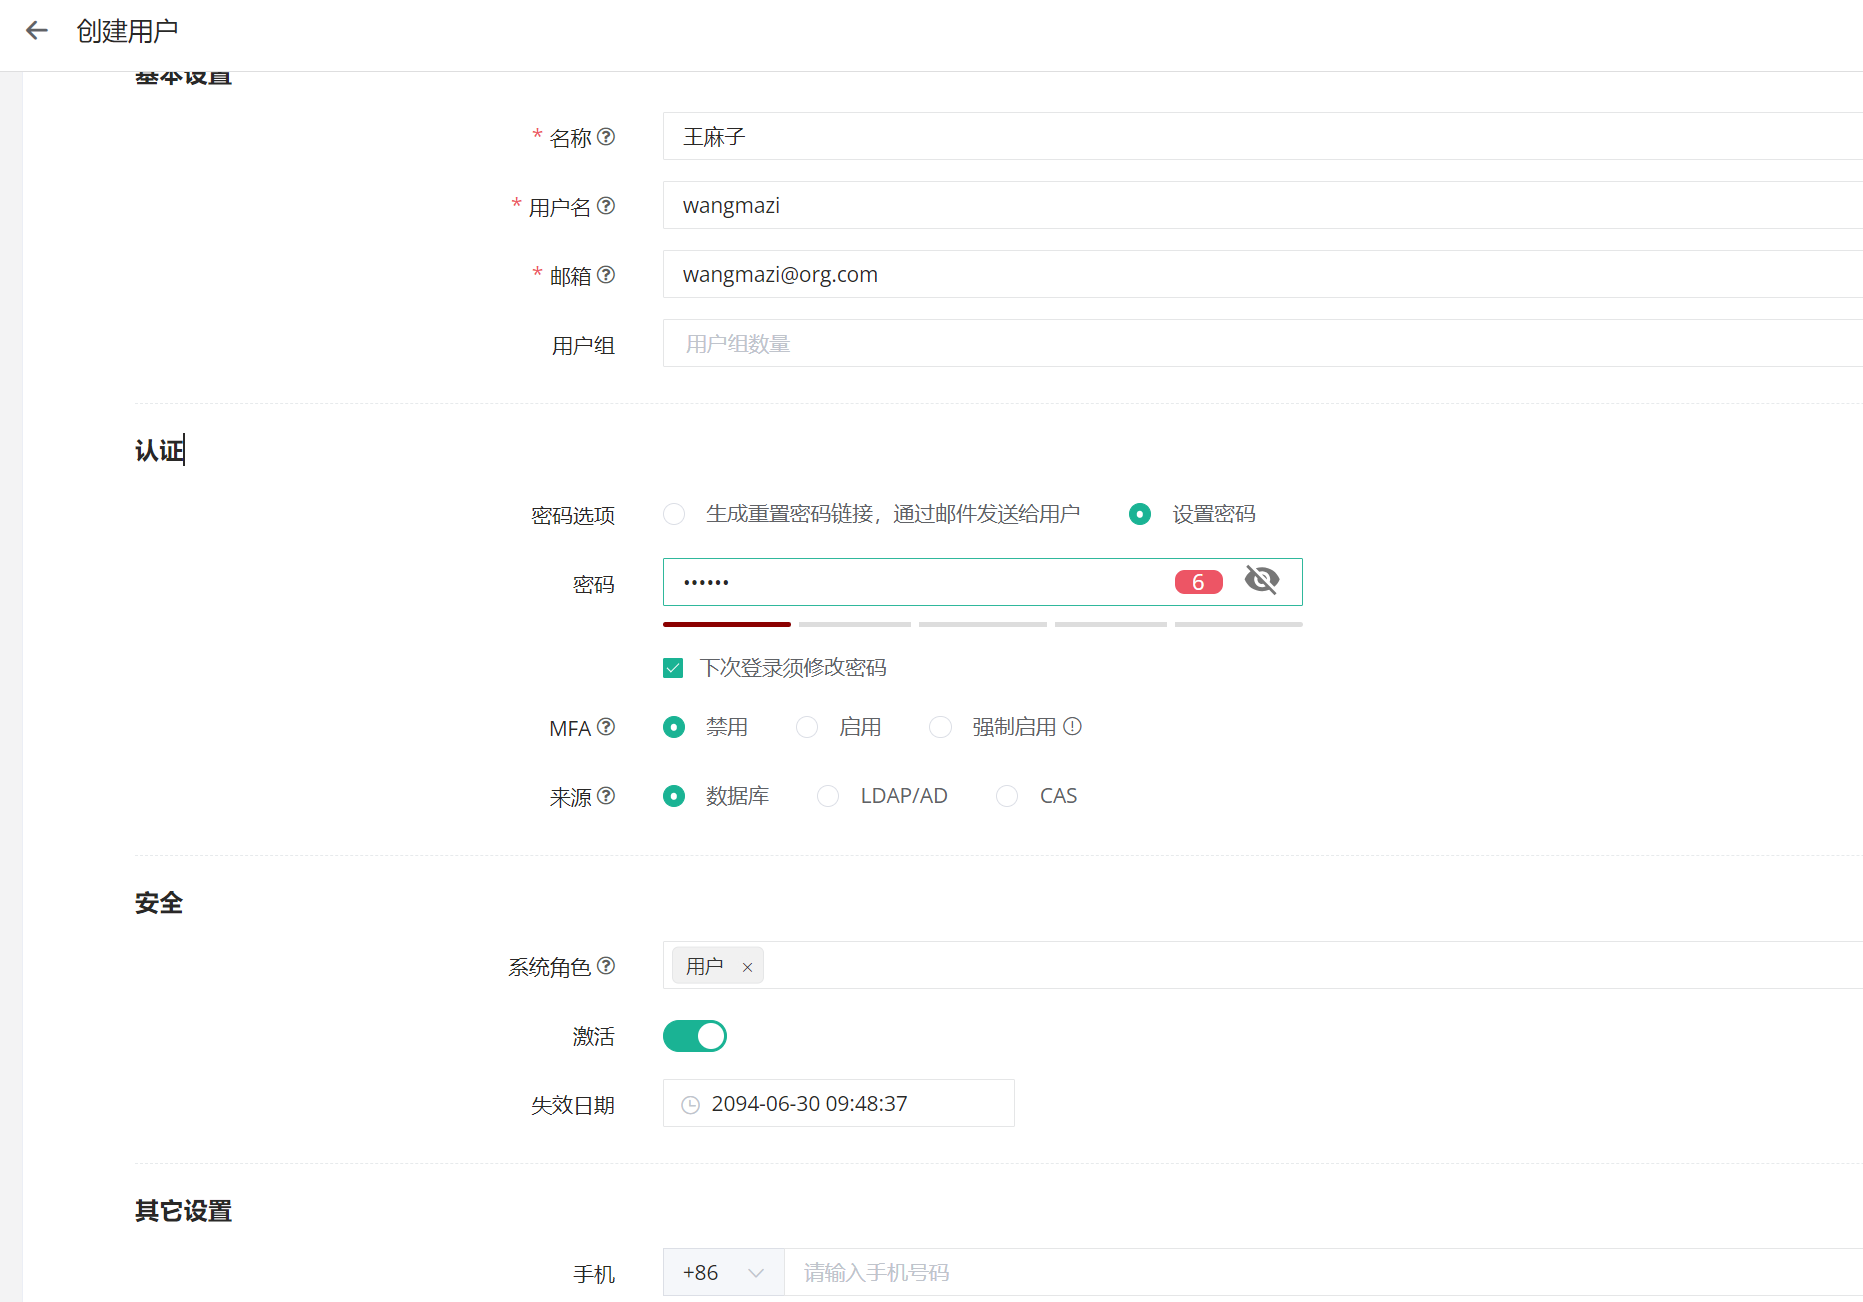 创建用户
基本设置
* 名称 王麻子
* 用户名 wangmazi
* 邮箱 wangmazi@org.com
用户组 用户组数量
认证
密码选项 生成重置密码链接，通过邮件发送给用户 设置密码
密码 •••••• 6
下次登录须修改密码
MFA 禁用 启用 强制启用
来源 数据库 LDAP/AD CAS
安全
系统角色 用户 ×
激活
失效日期 2094-06-30 09:48:37
其它设置
手机 +86 请输入手机号码